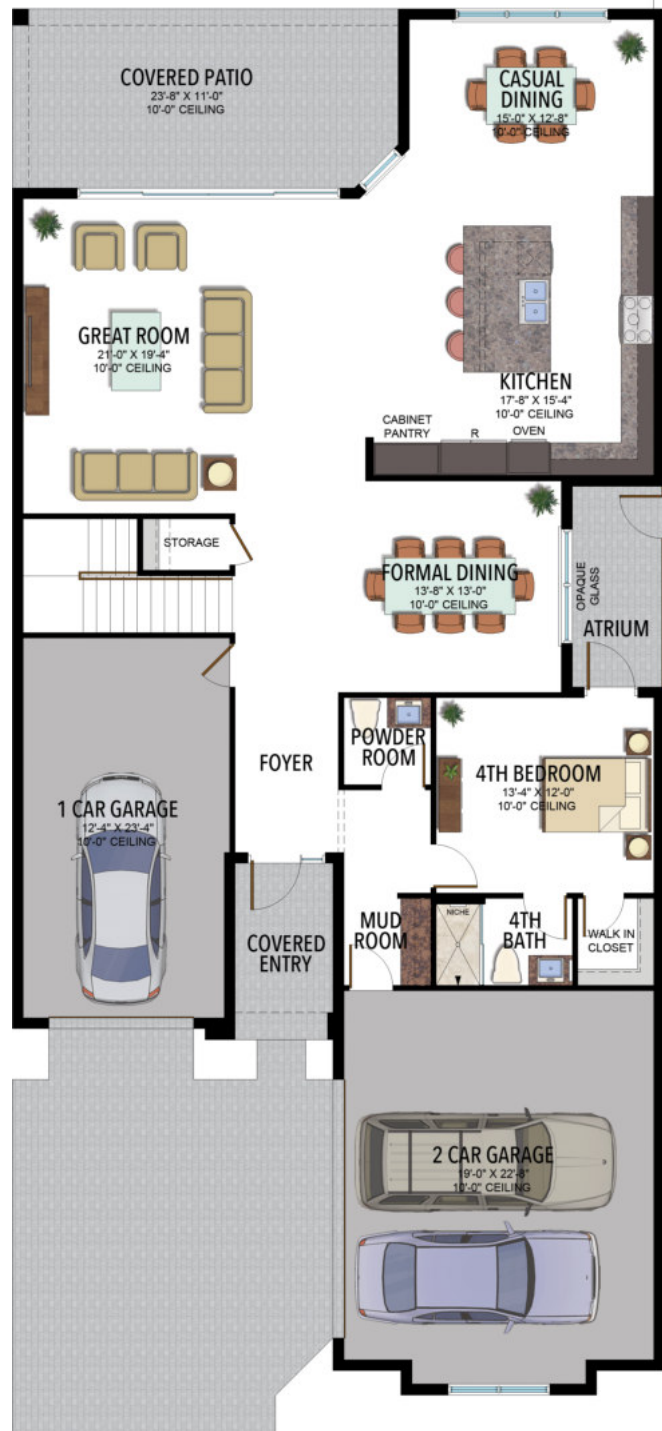 COVERED PATIO
23'-8" X 11'-0"
10'-0" CEILING
CASUAL
DINING
15'-0" X 12'-8"
10'-0" CEILING
GREAT ROOM
21'-0" X 19'-4"
10'-0" CEILING
KITCHEN
17'-8" X 15'-4"
10'-0" CEILING
CABINET
PANTRY
R
OVEN
STORAGE
FORMAL DINING
13'-8" X 13'-0"
10'-0" CEILING
OPAQUE
GLASS
ATRIUM
POWDER
ROOM
FOYER
4TH BEDROOM
13'-4" X 12'-0"
10'-0" CEILING
1 CAR GARAGE
12'-4" X 23'-4"
10'-0" CEILING
COVERED
ENTRY
MUD
ROOM
NICHE
4TH
BATH
WALK IN
CLOSET
2 CAR GARAGE
19'-0" X 22'-8"
10'-0" CEILING